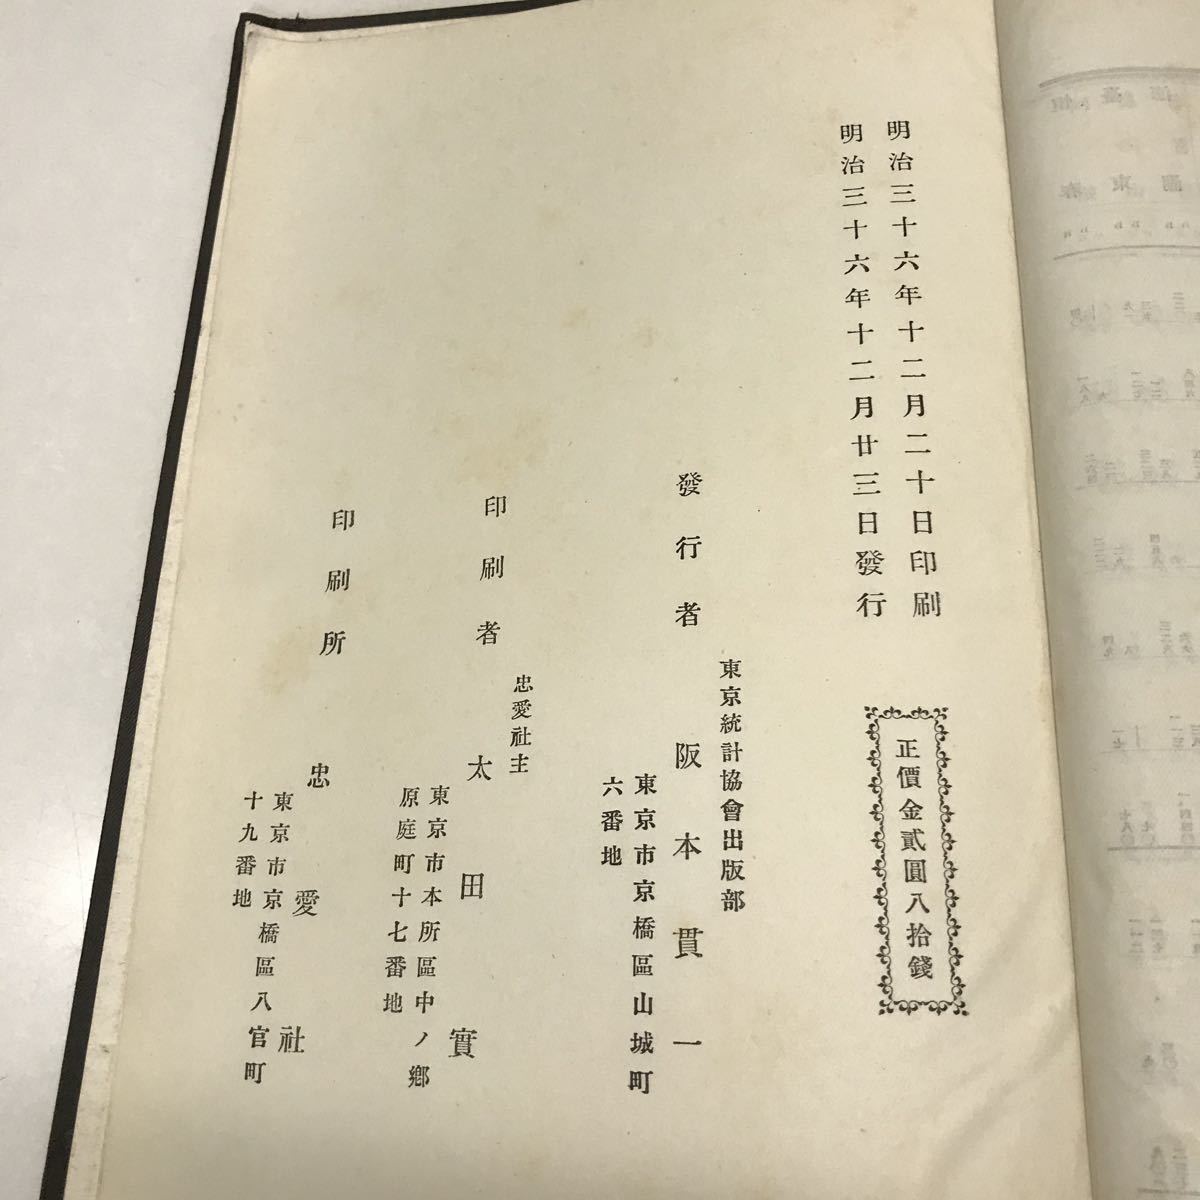 明治三十六年十二月二十日印刷
明治三十六年十二月廿三日發行
正價金貳圓八拾錢
東京統計協會出版部
發行者 阪本貫一
東京市京橋區山城町
六番地
忠愛社主
印刷者 太田實
東京市本所區中ノ郷
原庭町十七番地
印刷所 忠愛社
東京市京橋區八官町
十九番地